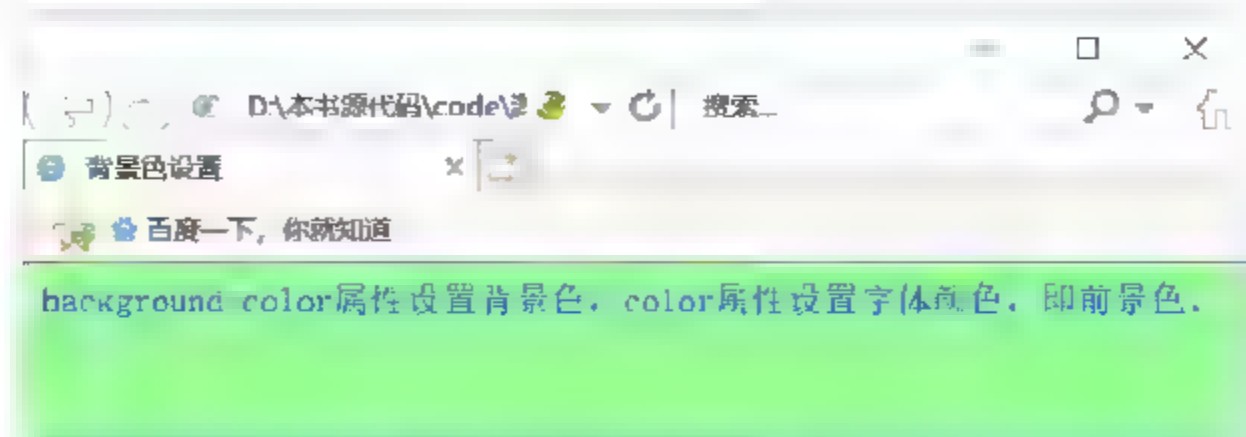 D:\本书源代码\code\ 搜索...
背景色设置
百度一下，你就知道
background color属性设置背景色，color属性设置字体颜色，即前景色．